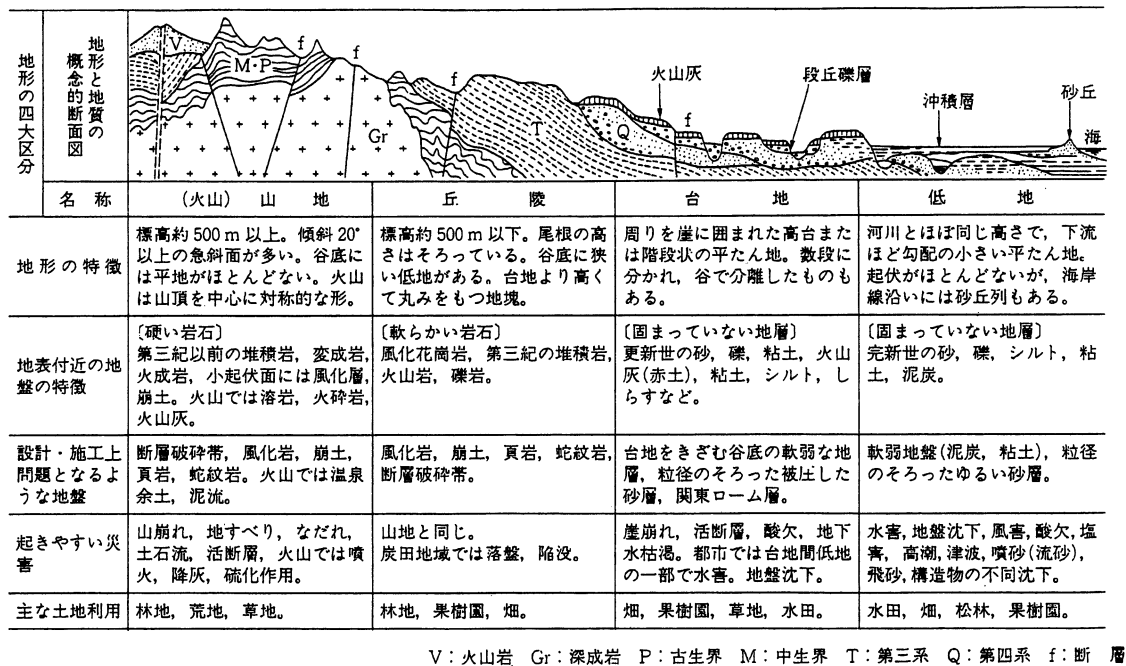 地形の四大区分
地形と地質の
概念的断面図
V
M・P
f
f
Gr
f
T
火山灰
Q
f
段丘礫層
沖積層
砂丘
海
名 称
(火山) 山 地
丘 陵
台 地
低 地
地形の特徴
標高約500m以上。傾斜20°
以上の急斜面が多い。谷底に
は平地がほとんどない。火山
は山頂を中心に対称的な形。
標高約500m以下。尾根の高
さはそろっている。谷底に狭
い低地がある。台地より高く
て丸みをもつ地塊。
周りを崖に囲まれた高台また
は階段状の平たん地。数段に
分かれ，谷で分離したものも
ある。
河川とほぼ同じ高さで，下流
ほど勾配の小さい平たん地。
起伏がほとんどないが，海岸
線沿いには砂丘列もある。
地表付近の地
盤の特徴
〔硬い岩石〕
第三紀以前の堆積岩，変成岩，
火成岩，小起伏面には風化層，
崩土。火山では溶岩，火砕岩，
火山灰。
〔軟らかい岩石〕
風化花崗岩，第三紀の堆積岩，
火山岩，礫岩。
〔固まっていない地層〕
更新世の砂，礫，粘土，火山
灰(赤土)，粘土，シルト，し
らすなど。
〔固まっていない地層〕
完新世の砂，礫，シルト，粘
土，泥炭。
設計・施工上
問題となるよ
うな地盤
断層破砕帯，風化岩，崩土，
頁岩，蛇紋岩。火山では温泉
余土，泥流。
風化岩，崩土，頁岩，蛇紋岩，
断層破砕帯。
台地をきざむ谷底の軟弱な地
層，粒径のそろった被圧した
砂層，関東ローム層。
軟弱地盤(泥炭，粘土)，粒径
のそろったゆるい砂層。
起きやすい災
害
山崩れ，地すべり，なだれ，
土石流，活断層，火山では噴
火，降灰，硫化作用。
山地と同じ。
炭田地域では落盤，陥没。
崖崩れ，活断層，酸欠，地下
水枯渇。都市では台地間低地
の一部で水害。地盤沈下。
水害，地盤沈下，風害，酸欠，塩
害，高潮，津波，噴砂(流砂)，
飛砂，構造物の不同沈下。
主な土地利用
林地，荒地，草地。
林地，果樹園，畑。
畑，果樹園，草地，水田。
水田，畑，松林，果樹園。
V：火山岩 Gr：深成岩 P：古生界 M：中生界 T：第三系 Q：第四系 f：断 層